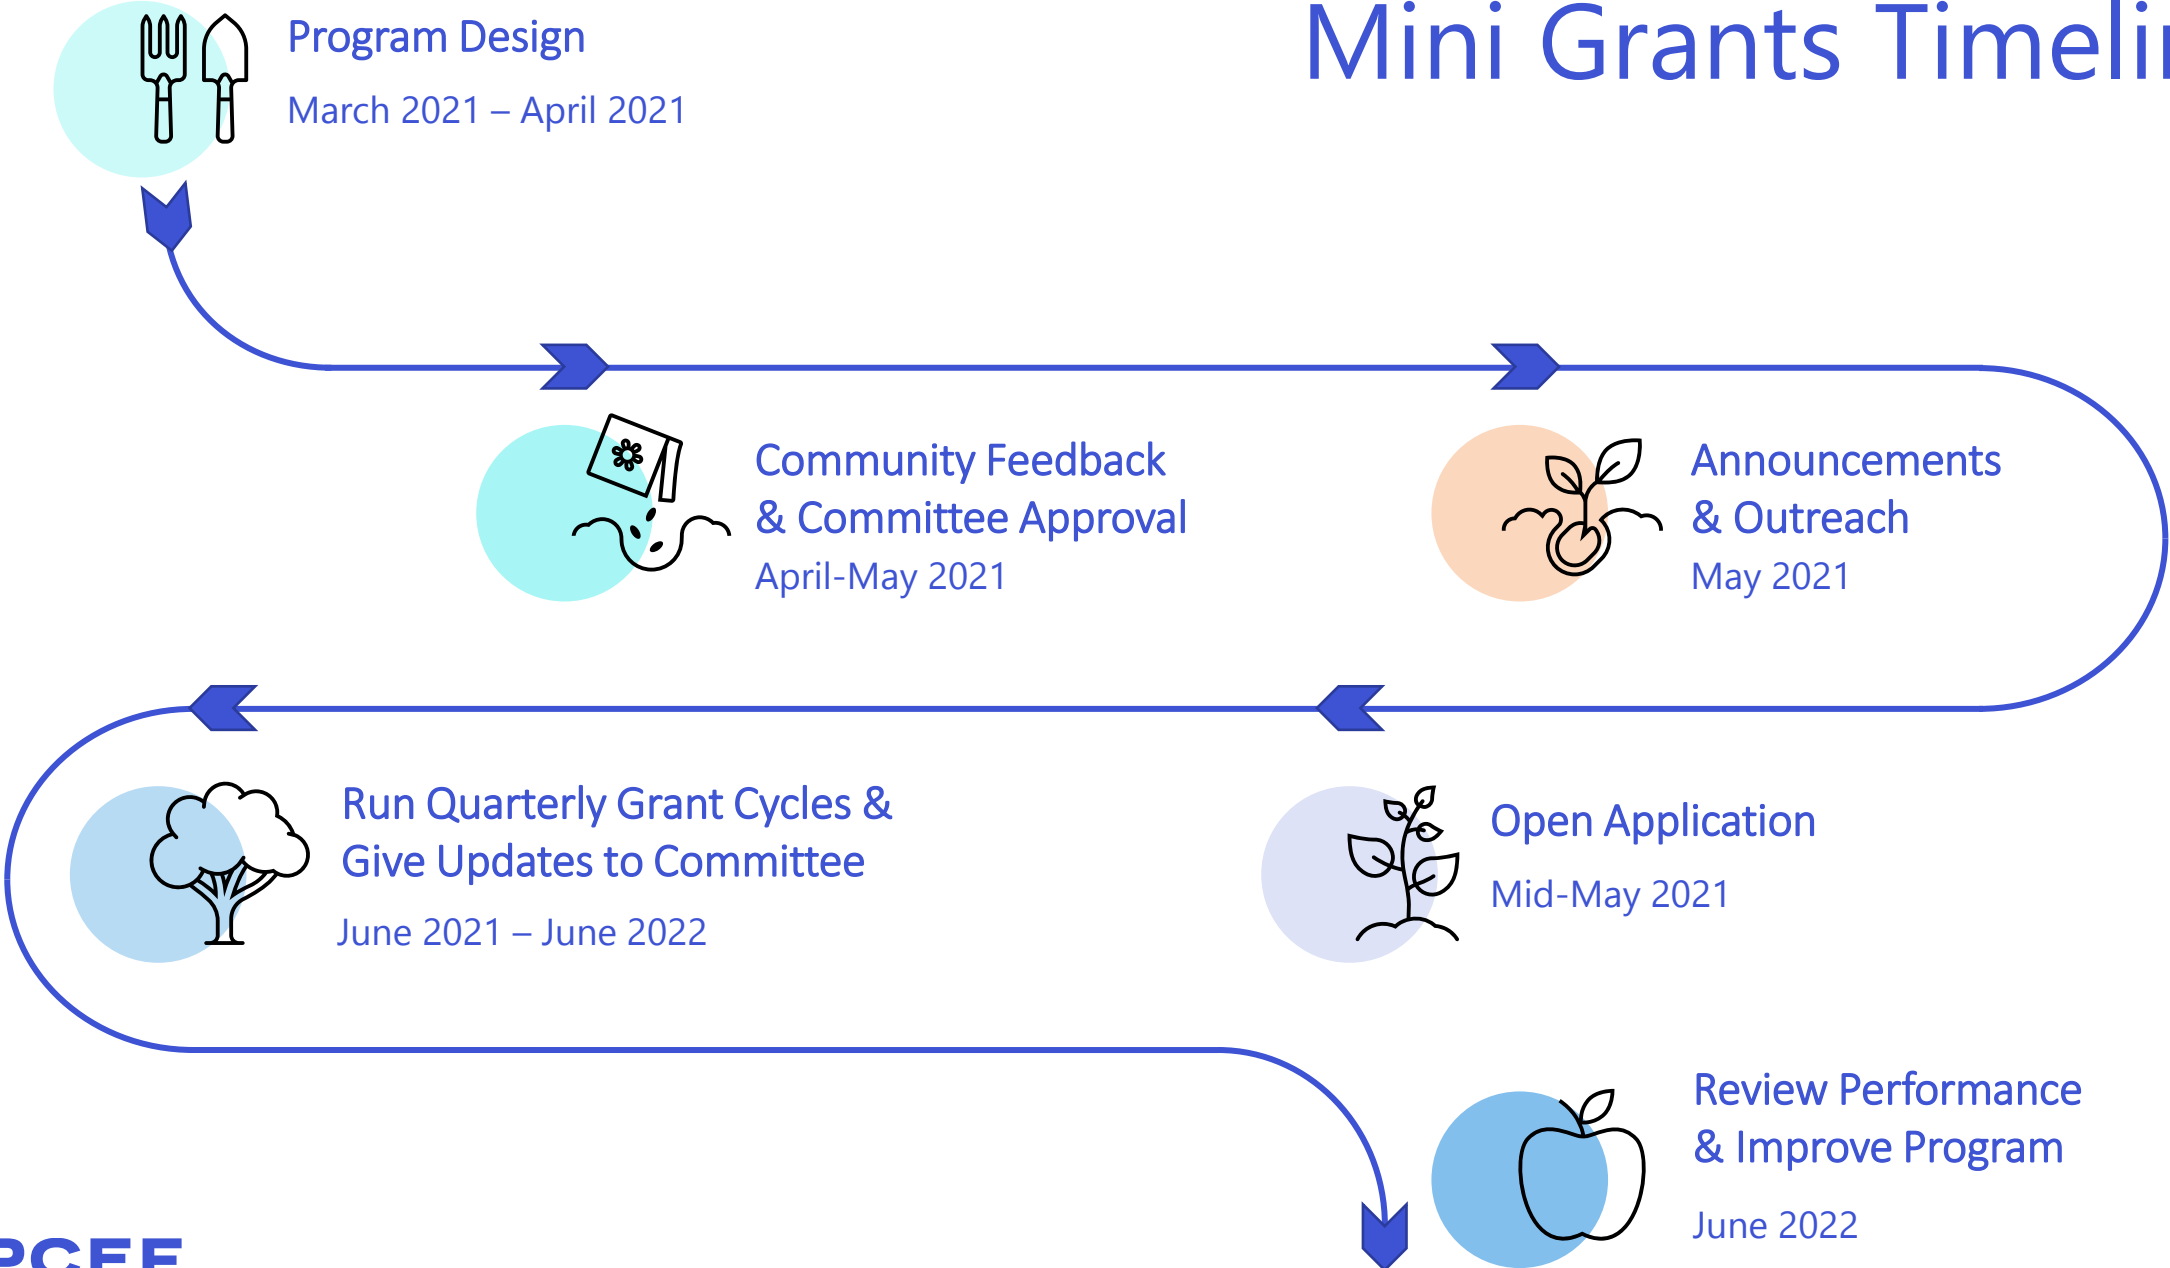 Mini Grants Timeli
Program Design
March 2021 – April 2021
Community Feedback
& Committee Approval
April-May 2021
Announcements
& Outreach
May 2021
Open Application
Mid-May 2021
Run Quarterly Grant Cycles &
Give Updates to Committee
June 2021 – June 2022
Review Performance
& Improve Program
June 2022
PCEF